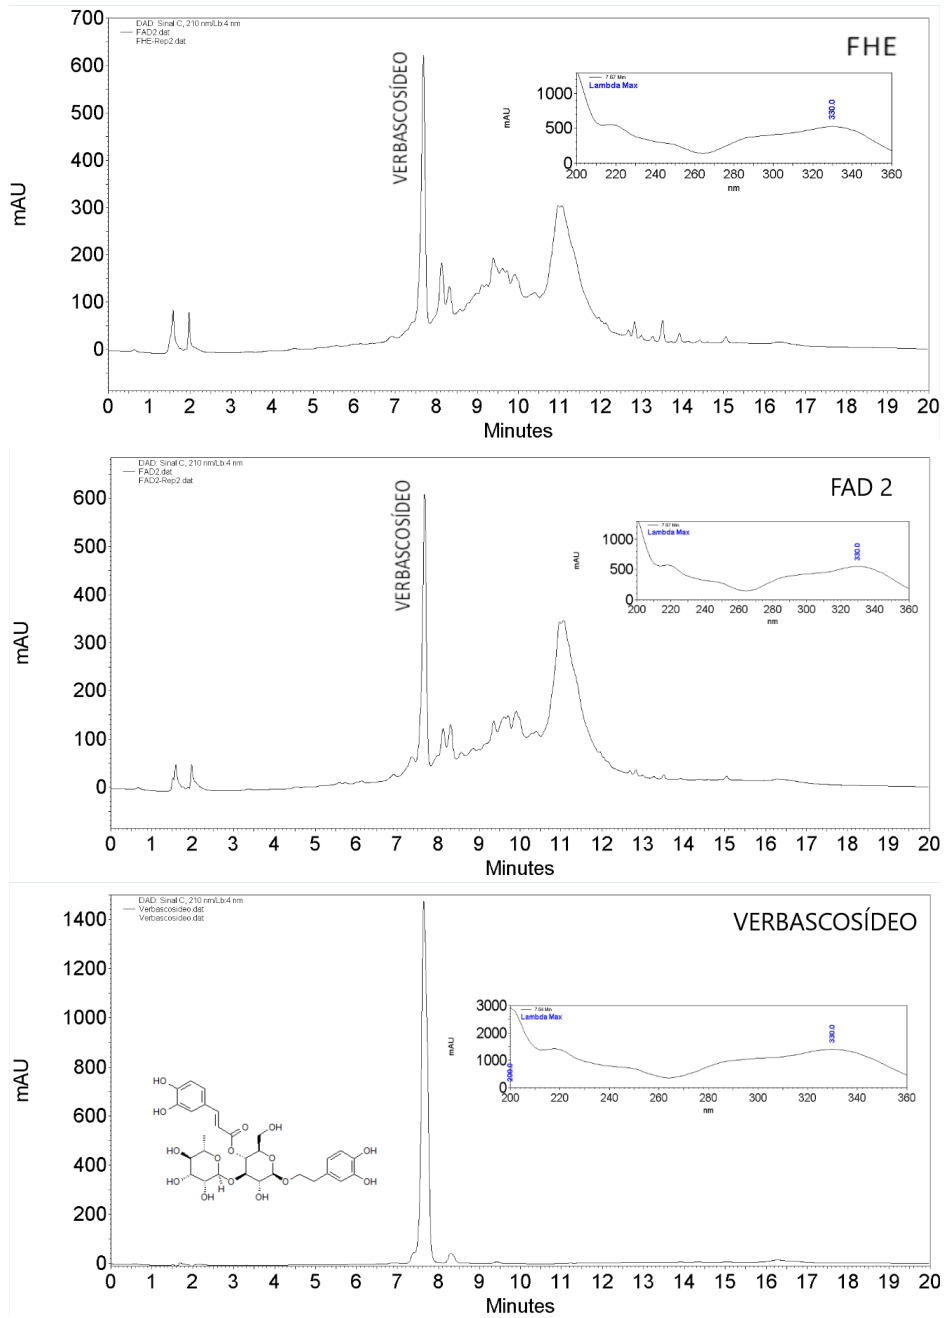 DAD: Sinal C, 210 nm/Lb:4 nm
FAD2.dat
FHE-Rep2.dat
FHE
VERBASCOSÍDEO
700
600
500
400
300
200
100
0
mAU
0 1 2 3 4 5 6 7 8 9 10 11 12 13 14 15 16 17 18 19 20
Minutes
7.67 Min
Lambda Max
330.0
1000
500
0
mAU
200 220 240 260 280 300 320 340 360
nm
DAD: Sinal C, 210 nm/Lb:4 nm
FAD2.dat
FAD2-Rep2.dat
FAD 2
VERBASCOSÍDEO
600
500
400
300
200
100
0
mAU
0 1 2 3 4 5 6 7 8 9 10 11 12 13 14 15 16 17 18 19 20
Minutes
7.67 Min
Lambda Max
330.0
1000
500
0
mAU
200 220 240 260 280 300 320 340 360
nm
DAD: Sinal C, 210 nm/Lb:4 nm
Verbascosideo.dat
Verbascosideo.dat
VERBASCOSÍDEO
1400
1200
1000
800
600
400
200
0
mAU
0 1 2 3 4 5 6 7 8 9 10 11 12 13 14 15 16 17 18 19 20
Minutes
7.64 Min
Lambda Max
200.0
330.0
3000
2000
1000
0
mAU
200 220 240 260 280 300 320 340 360
nm
HO
HO
O
OH
O
HO
O
O
OH
HO
O
O
OH
HO
OH
H
OH